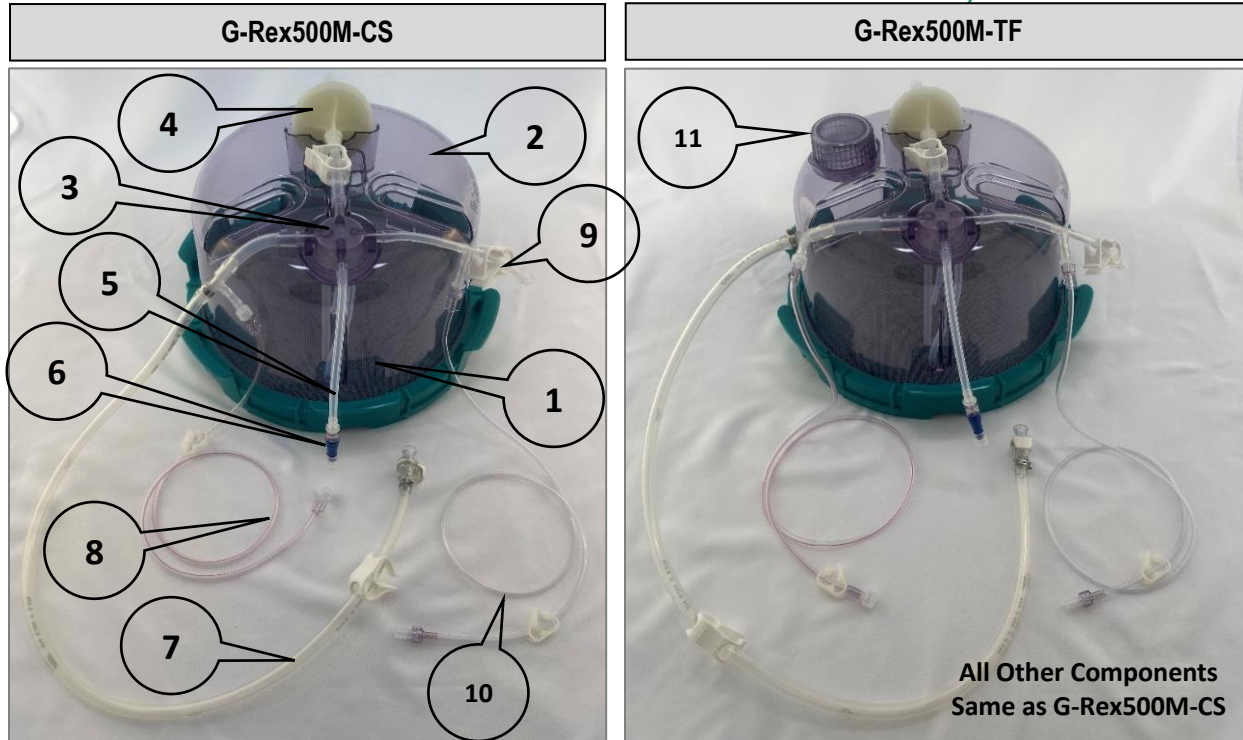 G-Rex500M-CS
G-Rex500M-TF
4
2
3
9
5
6
1
8
7
10
11
All Other Components
Same as G-Rex500M-CS